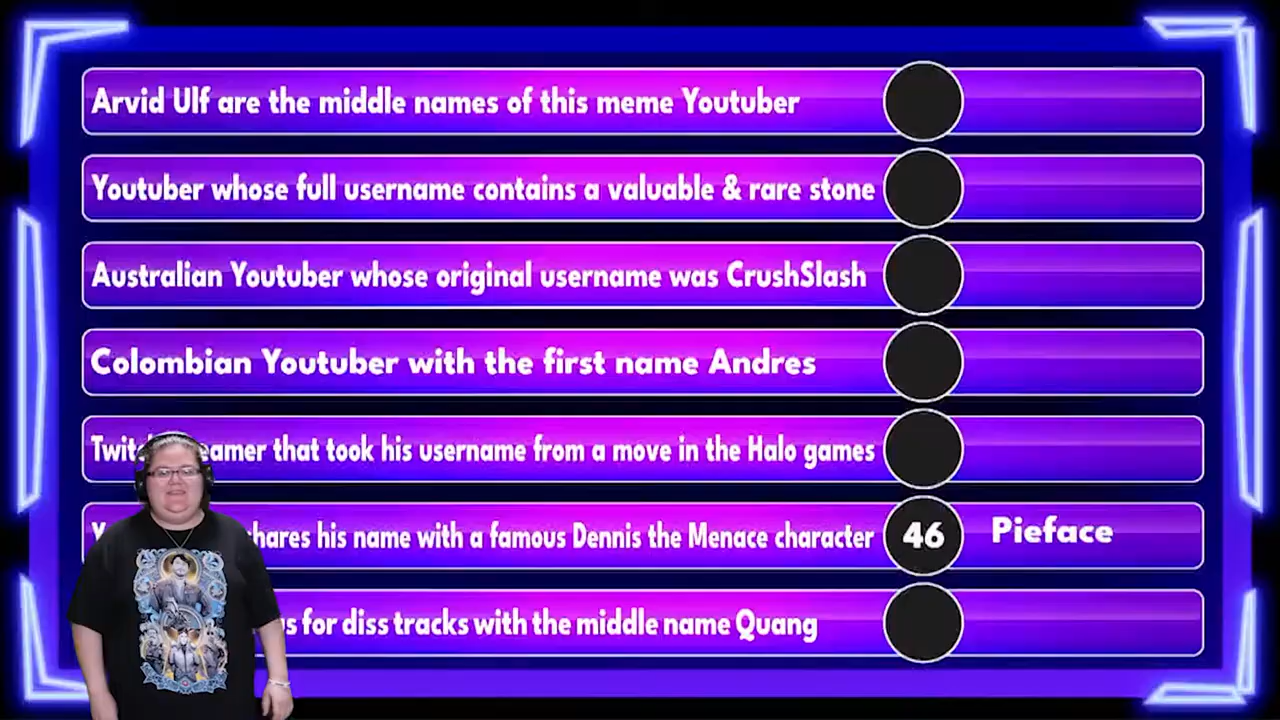 Arvid Ulf are the middle names of this meme Youtuber
Youtuber whose full username contains a valuable & rare stone
Australian Youtuber whose original username was CrushSlash
Colombian Youtuber with the first name Andres
that took his username from a move in the Halo games
shares his name with a famous Dennis the Menace character 46 Pieface
for diss tracks with the middle name Quang